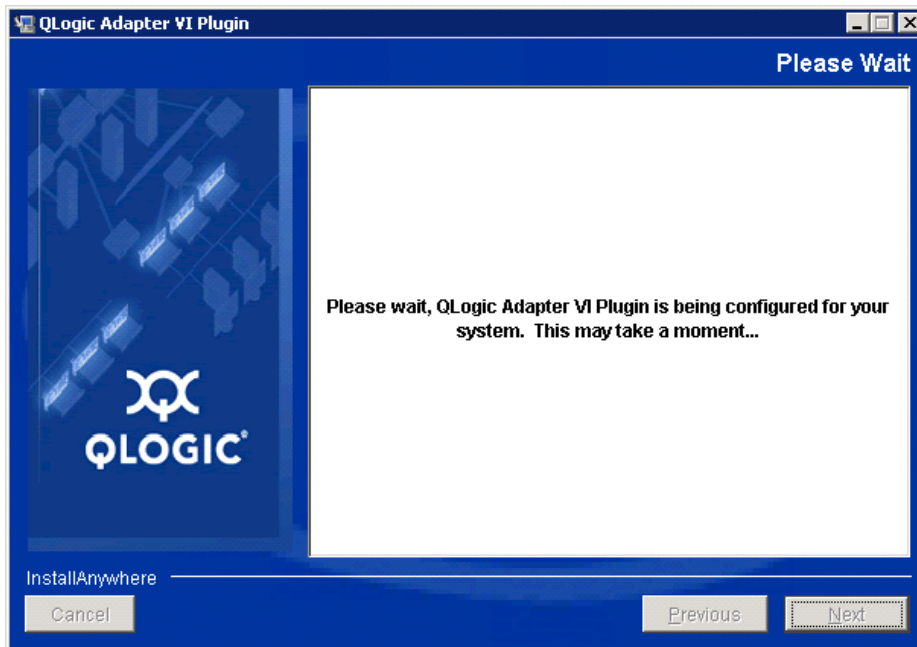 QLogic Adapter VI Plugin
Please Wait
Please wait, QLogic Adapter VI Plugin is being configured for your
system. This may take a moment...
QLOGIC®
InstallAnywhere
Cancel
Previous
Next